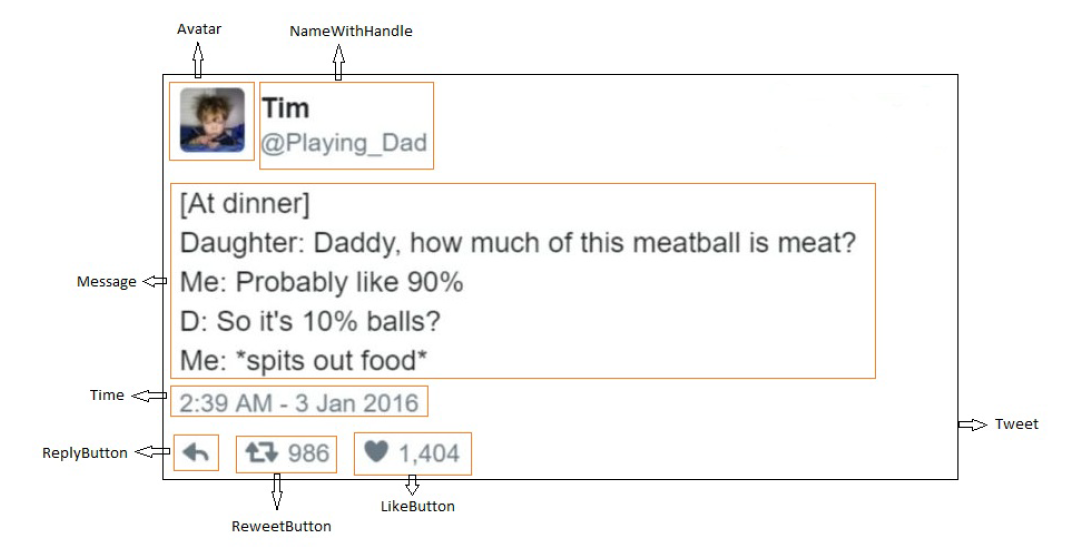 Avatar
NameWithHandle
Tim
@Playing_Dad
[At dinner]
Daughter: Daddy, how much of this meatball is meat?
Message
Me: Probably like 90%
D: So it's 10% balls?
Me: *spits out food*
Time
2:39 AM - 3 Jan 2016
Tweet
ReplyButton
986
1,404
LikeButton
ReweetButton